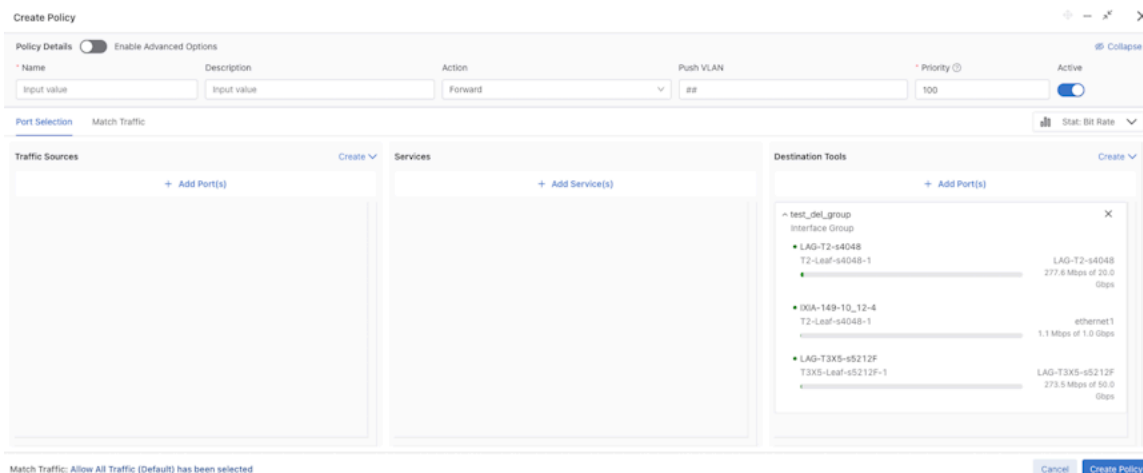 Create Policy
Policy Details Enable Advanced Options Collapse
* Name Description Action Push VLAN * Priority Active
Input value Input value Forward ## 100
Port Selection Match Traffic Stat: Bit Rate
Traffic Sources Create Services Destination Tools Create
+ Add Port(s) + Add Service(s) + Add Port(s)
test_del_group
Interface Group
LAG-T2-s4048
T2-Leaf-s4048-1 LAG-T2-s4048
277.6 Mbps of 20.0
Gbps
IXIA-149-10_12-4
T2-Leaf-s4048-1 ethernet1
1.1 Mbps of 1.0 Gbps
LAG-T3X5-s5212F
T3X5-Leaf-s5212F-1 LAG-T3X5-s5212F
273.5 Mbps of 50.0
Gbps
Match Traffic: Allow All Traffic (Default) has been selected Cancel Create Policy